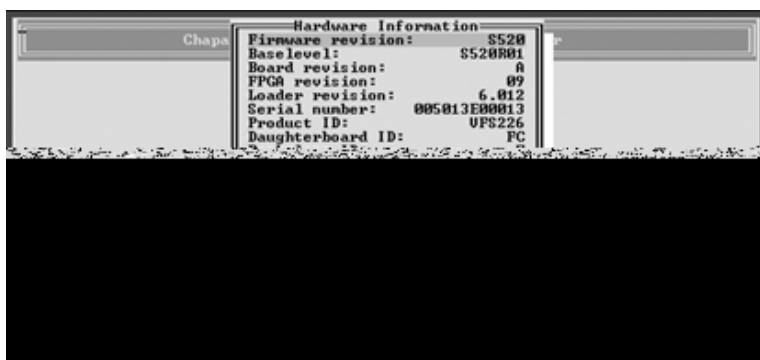 Hardware Information
Chapa
r
Firmware revision: S520
Baselevel: S520R01
Board revision: A
FPGA revision: 09
Loader revision: 6.012
Serial number: 005013E00013
Product ID: VFS226
Daughterboard ID: FC